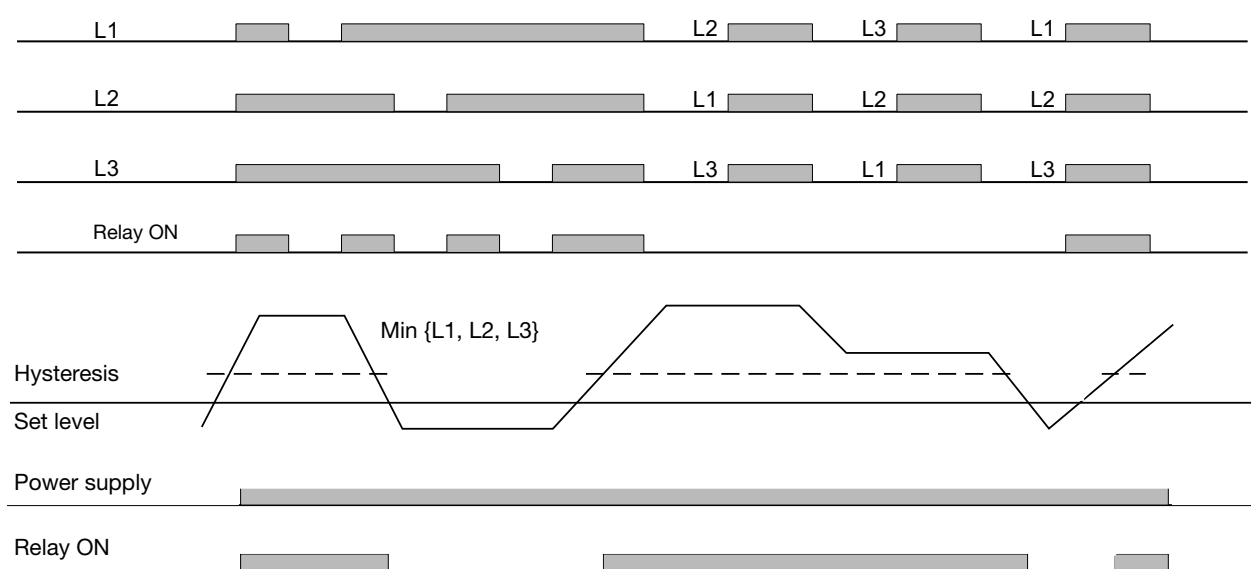 L1 L2 L3 L1
L2 L1 L2 L2
L3 L3 L1 L3
Relay ON
Min {L1, L2, L3}
Hysteresis
Set level
Power supply
Relay ON